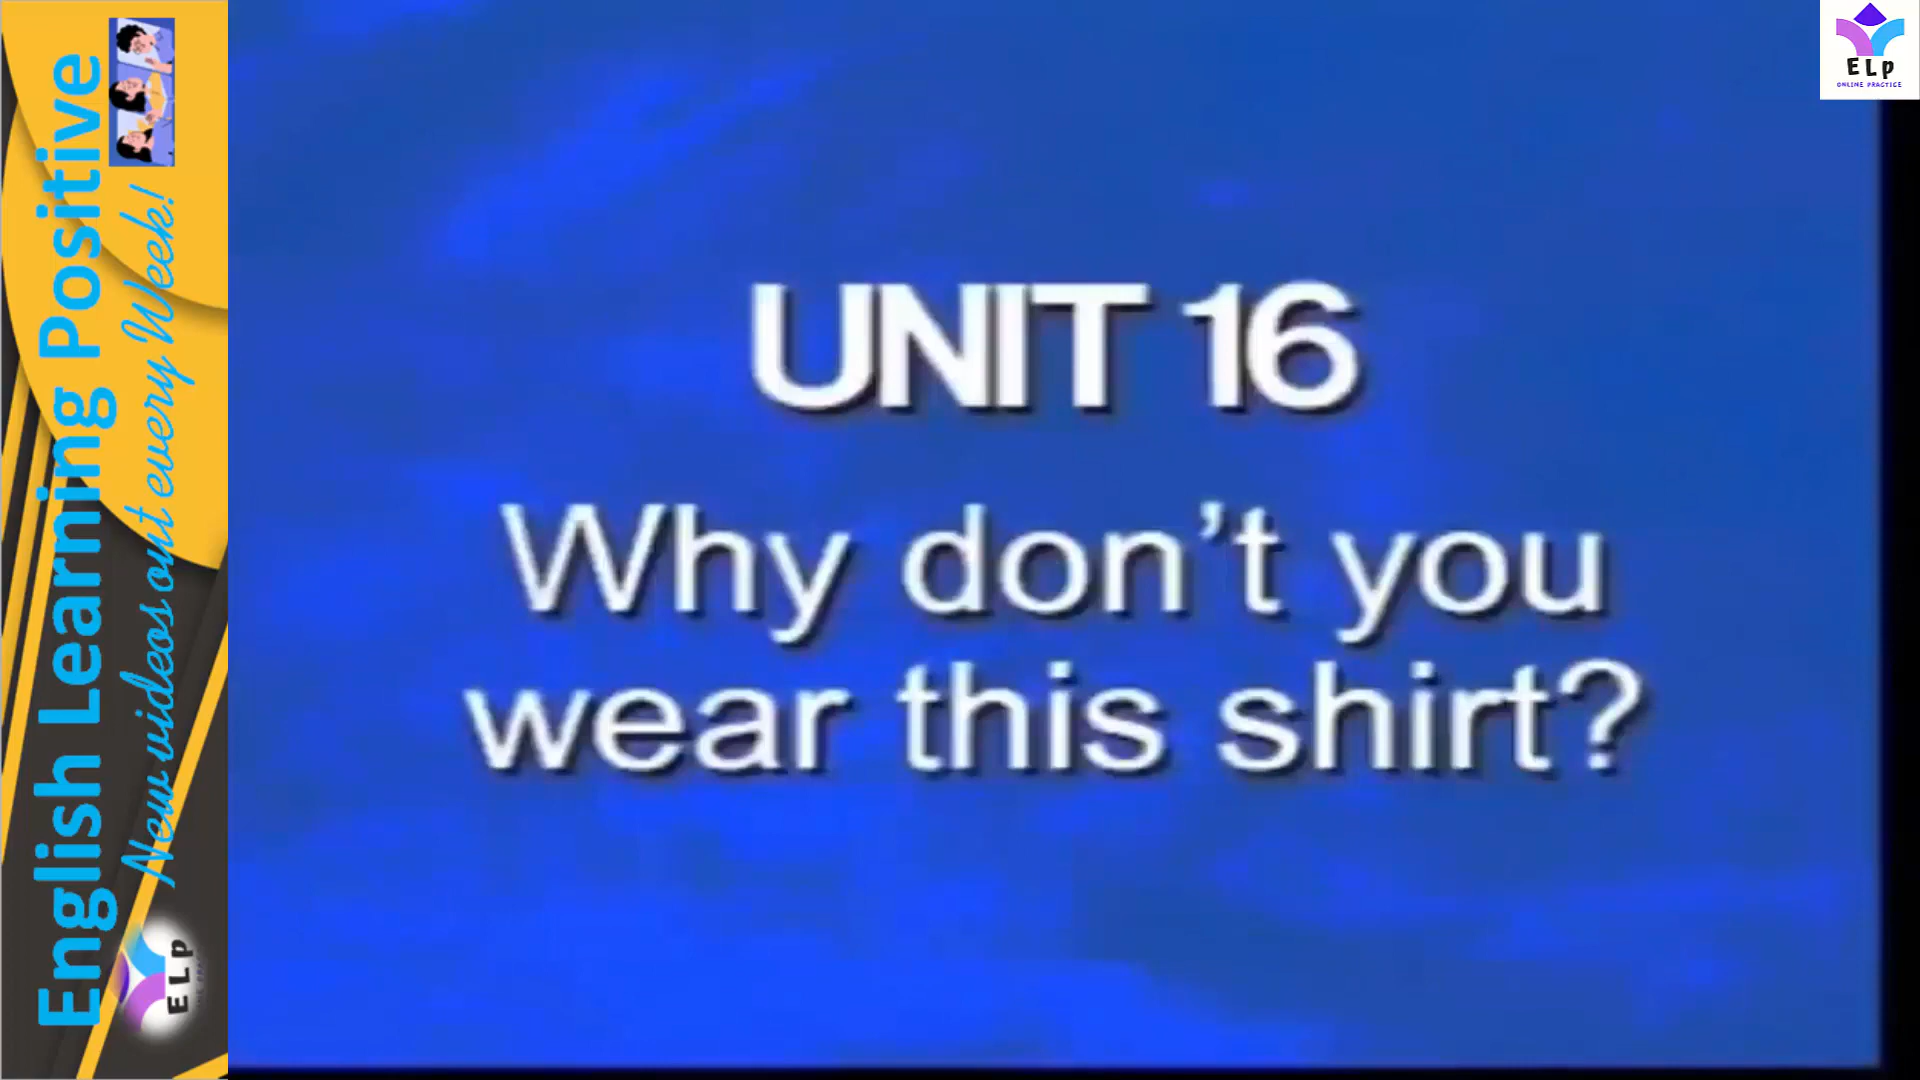 English Learning Positive
New videos ont every Week!
ELp
UNIT 16
Why don't you
wear this shirt?
ELp
ONLINE PRACTICE